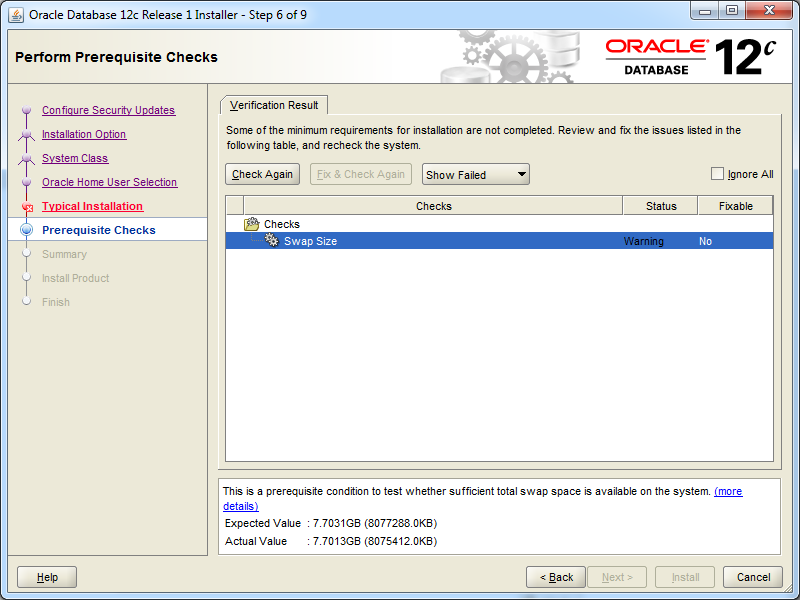 Oracle Database 12c Release 1 Installer - Step 6 of 9
Perform Prerequisite Checks
ORACLE®
DATABASE
12c
Configure Security Updates
Installation Option
System Class
Oracle Home User Selection
Typical Installation
Prerequisite Checks
Summary
Install Product
Finish
Verification Result
Some of the minimum requirements for installation are not completed. Review and fix the issues listed in the
following table, and recheck the system.
Check Again Fix & Check Again Show Failed Ignore All
Checks Status Fixable
Checks
Swap Size Warning No
This is a prerequisite condition to test whether sufficient total swap space is available on the system. (more
details)
Expected Value : 7.7031GB (8077288.0KB)
Actual Value : 7.7013GB (8075412.0KB)
Help < Back Next > Install Cancel